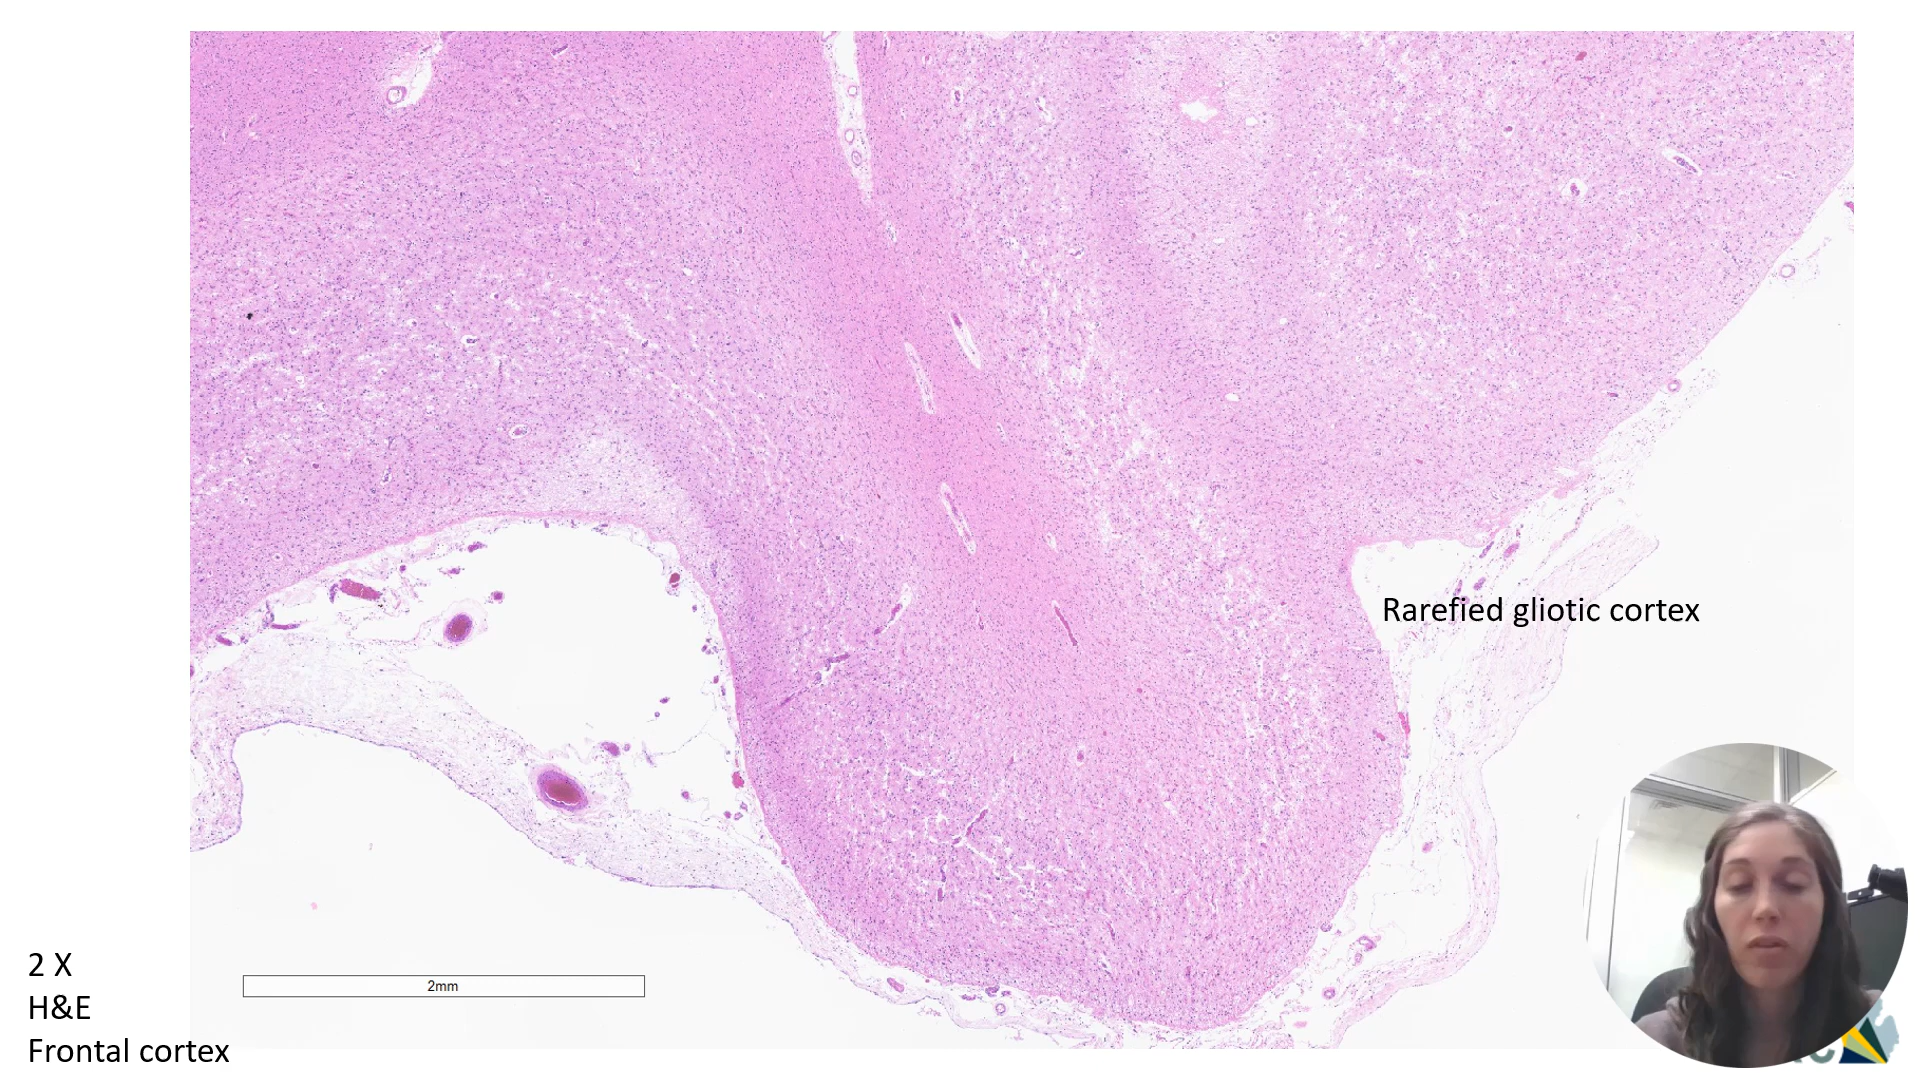 Rarefied gliotic cortex
2mm
2 X
H&E
Frontal cortex